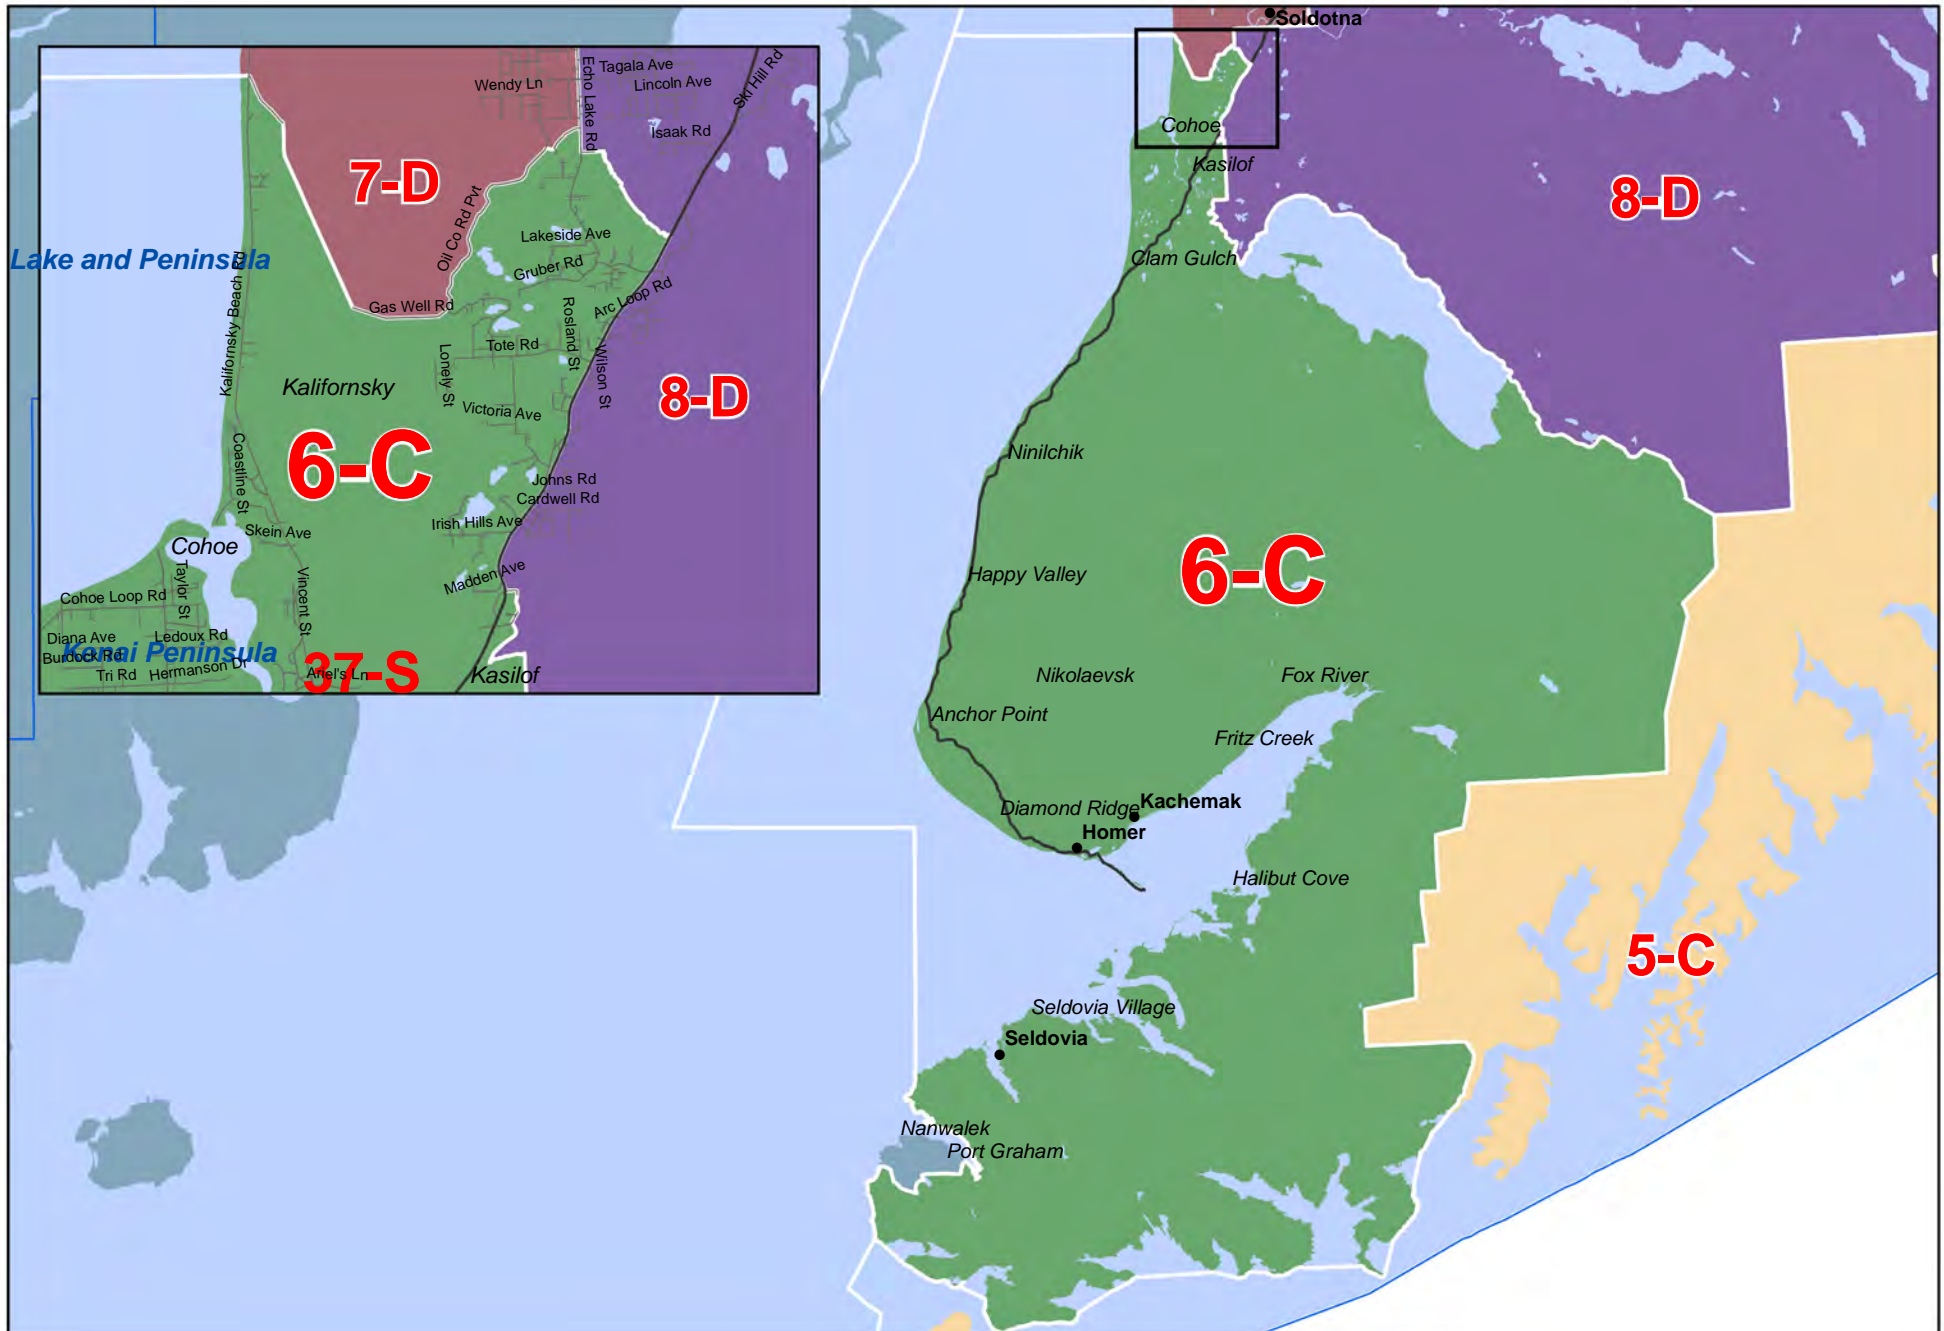 Soldotna
Tagala Ave
Wendy Ln
Echo Lake Rd
Lincoln Ave
Ski Hill Rd
Isaak Rd
Cohoe
Kasilof
7-D
8-D
Oil Co Rd Pvt
Lakeside Ave
Lake and Peninsula
Clam Gulch
Gruber Rd
Kalifornsky Beach Rd
Gas Well Rd
Rosland St
Arc Loop Rd
Tote Rd
Lonely St
Wilson St
Kalifornsky
8-D
Victoria Ave
6-C
Ninilchik
Coastline St
Johns Rd
Cardwell Rd
Irish Hills Ave
Skein Ave
Cohoe
Madden Ave
Happy Valley
6-C
Taylor St
Vincent St
Cohoe Loop Rd
Diana Ave
Ledoux Rd
Kenai Peninsula
Burdock Rd
Hermanson Dr
Tri Rd
37-S
Ariel's Ln
Kasilof
Nikolaevsk
Fox River
Anchor Point
Fritz Creek
Diamond Ridge
Kachemak
Homer
Halibut Cove
5-C
Seldovia Village
Seldovia
Nanwalek
Port Graham